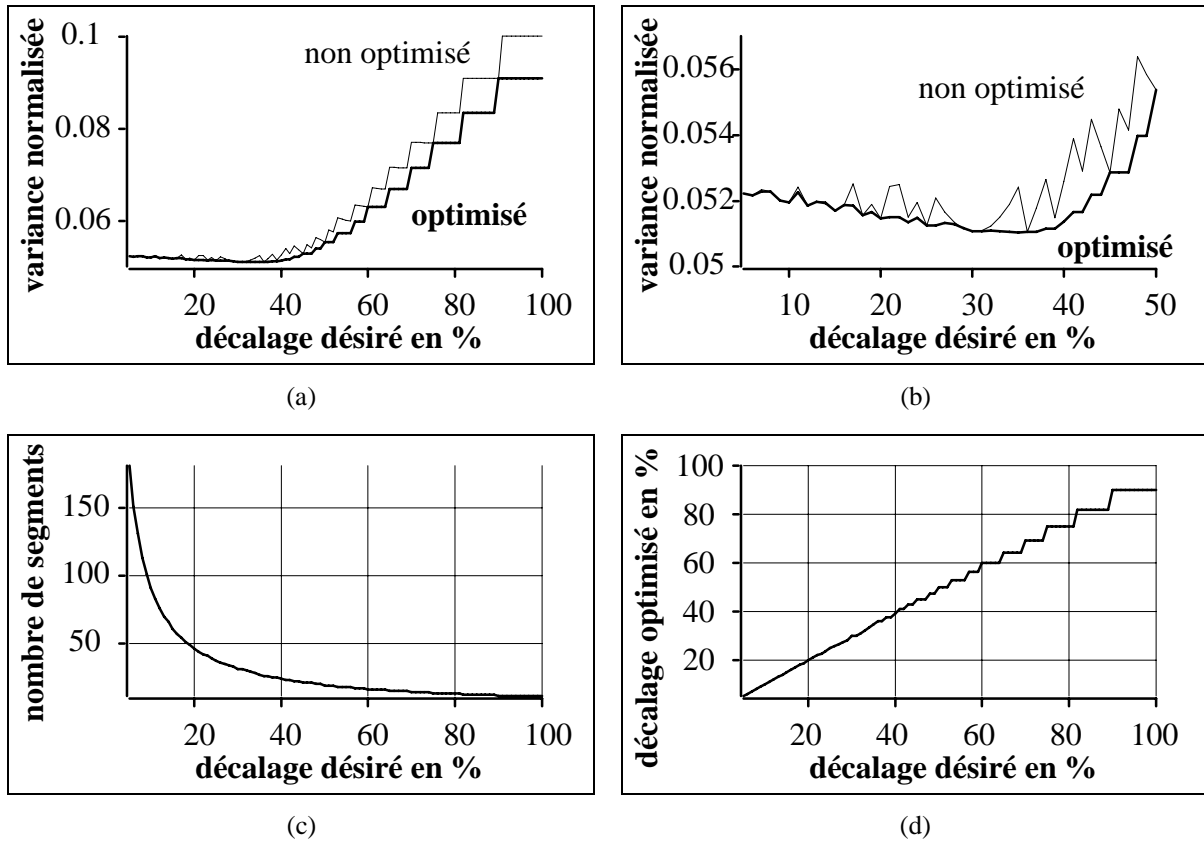 variance normalisée
0.1
0.08
0.06
non optimisé
optimisé
20 40 60 80 100
décalage désiré en %
(a)
variance normalisée
0.056
0.054
0.052
0.05
non optimisé
optimisé
10 20 30 40 50
décalage désiré en %
(b)
nombre de segments
150
100
50
20 40 60 80 100
décalage désiré en %
(c)
décalage optimisé en %
100
80
60
40
20
20 40 60 80 100
décalage désiré en %
(d)